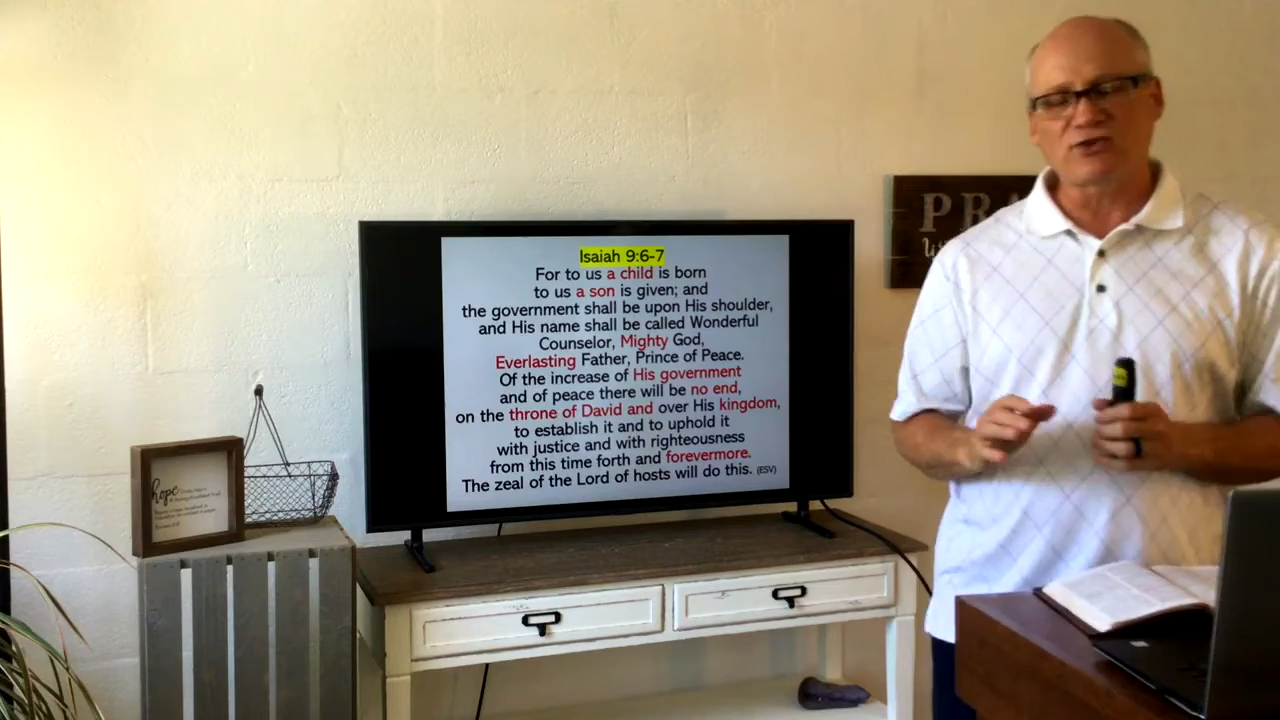 Isaiah 9:6-7
For to us a child is born
to us a son is given; and
the government shall be upon His shoulder,
and His name shall be called Wonderful
Counselor, Mighty God,
Everlasting Father, Prince of Peace.
Of the increase of His government
and of peace there will be no end,
on the throne of David and over His kingdom,
to establish it and to uphold it
with justice and with righteousness
from this time forth and forevermore.
The zeal of the Lord of hosts will do this. (ESV)
hope
PRA